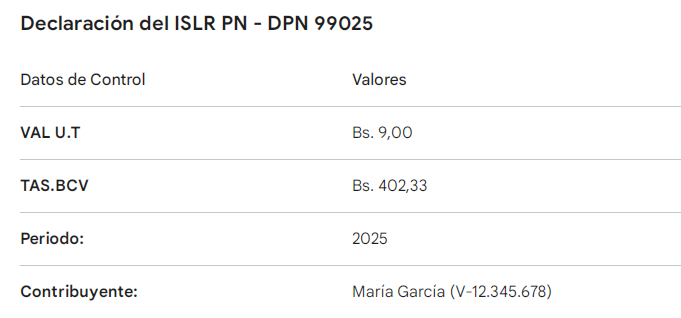 Declaración del ISLR PN - DPN 99025
Datos de Control Valores
VAL U.T Bs. 9,00
TAS.BCV Bs. 402,33
Periodo: 2025
Contribuyente: María García (V-12.345.678)